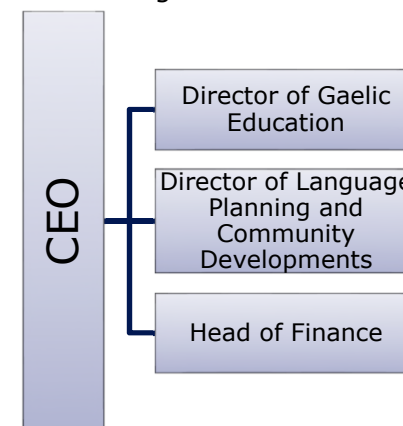 CEO
Director of Gaelic
Education
Director of Language
Planning and
Community
Developments
Head of Finance